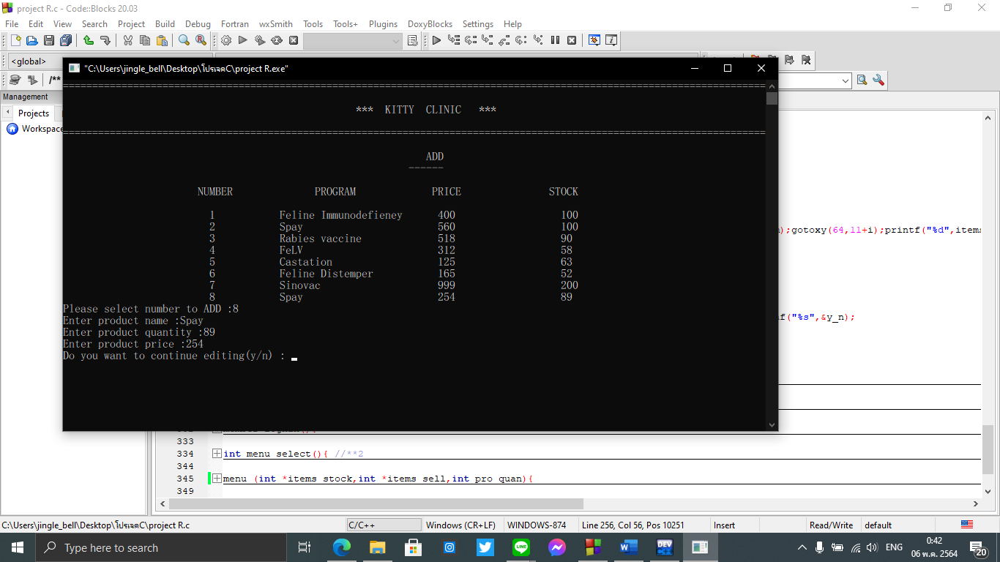 project R.c - Code::Blocks 20.03
File Edit View Search Project Build Debug Fortran wxSmith Tools Tools+ Plugins DoxyBlocks Settings Help
<global>
/**
Management
Projects
Workspace
"C:\Users\jingle_bell\Desktop\โปรเจคC\project R.exe"
*** KITTY CLINIC ***
ADD
------
NUMBER PROGRAM PRICE STOCK
1 Feline Immunodefieney 400 100
2 Spay 560 100
3 Rabies vaccine 518 90
4 FeLV 312 58
5 Castation 125 63
6 Feline Distemper 165 52
7 Sinovac 999 200
8 Spay 254 89
Please select number to ADD :8
Enter product name :Spay
Enter product quantity :89
Enter product price :254
Do you want to continue editing(y/n) :
);gotoxy(64,11+i);printf("%d",items
f("%s",&y_n);
333
334 int menu_select(){ //**2
344
345 menu (int *items_stock,int *items_sell,int pro_quan){
349
C:\Users\jingle_bell\Desktop\โปรเจคC\project R.c C/C++ Windows (CR+LF) WINDOWS-874 Line 256, Col 56, Pos 10251 Insert Read/Write default
Type here to search
DEV
ENG
0:42
06 พ.ค. 2564
20